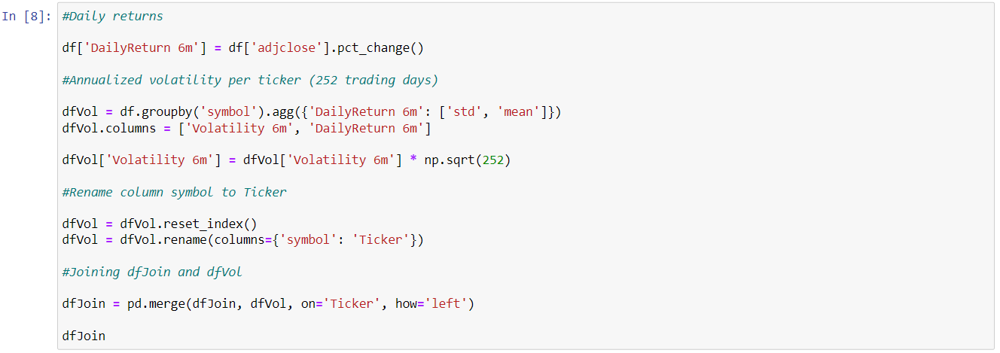 In [8]: #Daily returns
df['DailyReturn 6m'] = df['adjclose'].pct_change()
#Annualized volatility per ticker (252 trading days)
dfVol = df.groupby('symbol').agg({'DailyReturn 6m': ['std', 'mean']})
dfVol.columns = ['Volatility 6m', 'DailyReturn 6m']
dfVol['Volatility 6m'] = dfVol['Volatility 6m'] * np.sqrt(252)
#Rename column symbol to Ticker
dfVol = dfVol.reset_index()
dfVol = dfVol.rename(columns={'symbol': 'Ticker'})
#Joining dfJoin and dfVol
dfJoin = pd.merge(dfJoin, dfVol, on='Ticker', how='left')
dfJoin